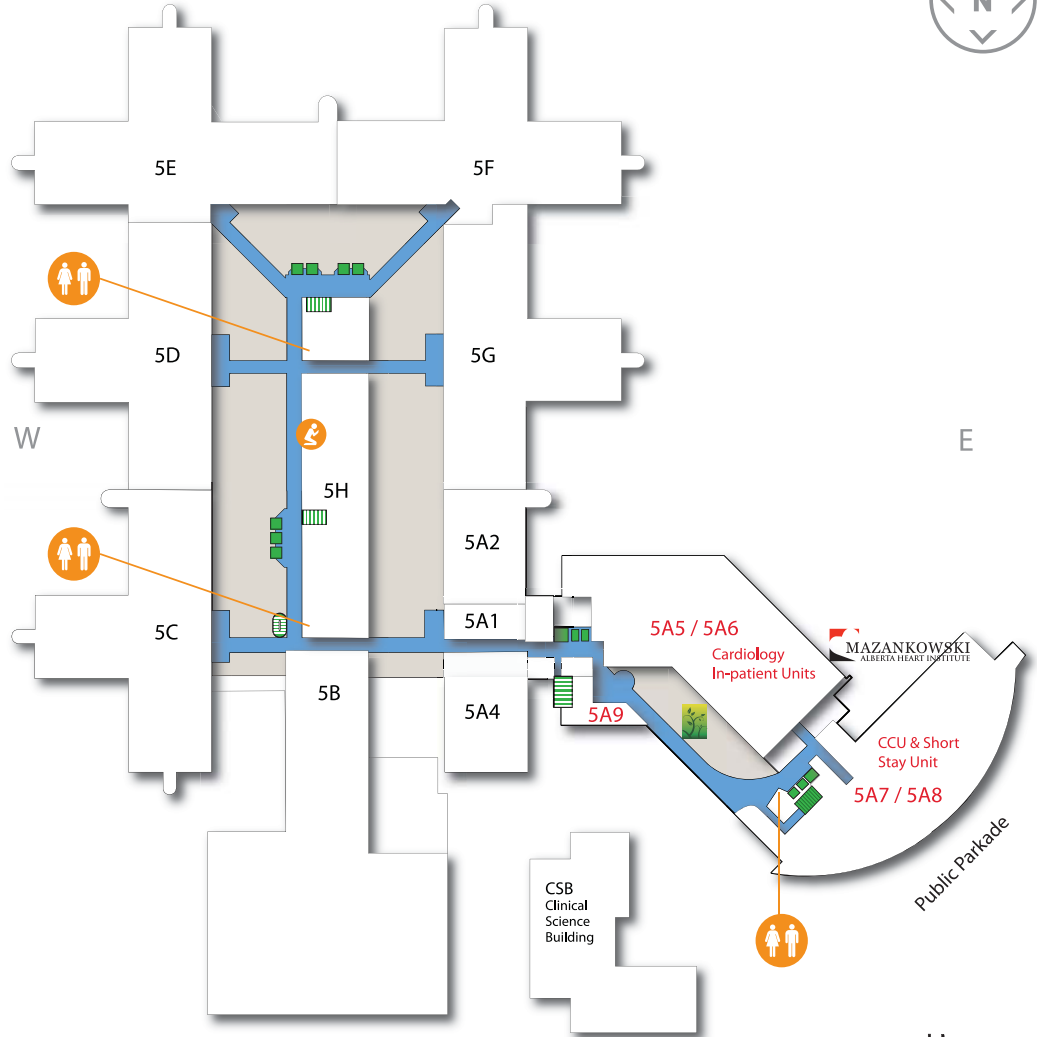 N
5E
5F
5D
5G
W
E
5H
5A2
5A1
5C
5A5 / 5A6
Cardiology
In-patient Units
MAZANKOWSKI
ALBERTA HEART INSTITUTE
5B
5A4
5A9
CCU & Short
Stay Unit
5A7 / 5A8
Public Parkade
CSB
Clinical
Science
Building